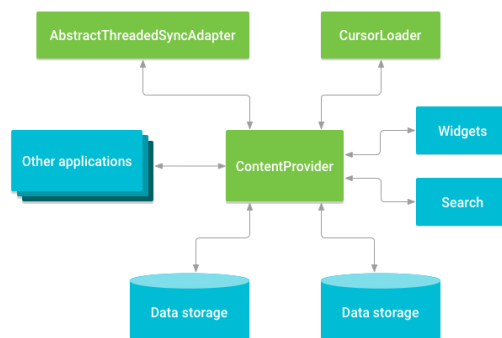 AbstractThreadedSyncAdapter
CursorLoader
Other applications
ContentProvider
Widgets
Search
Data storage
Data storage